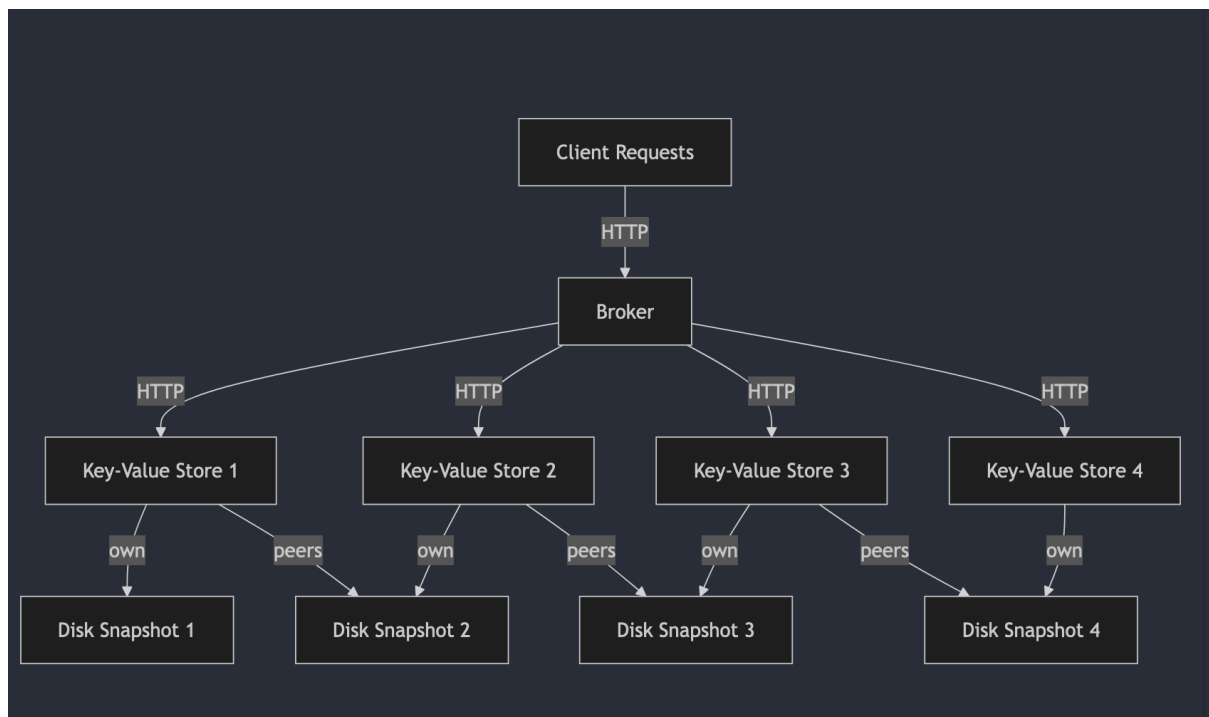 Client Requests
HTTP
Broker
HTTP
HTTP
HTTP
HTTP
Key-Value Store 1
Key-Value Store 2
Key-Value Store 3
Key-Value Store 4
own
peers
own
peers
own
peers
own
Disk Snapshot 1
Disk Snapshot 2
Disk Snapshot 3
Disk Snapshot 4